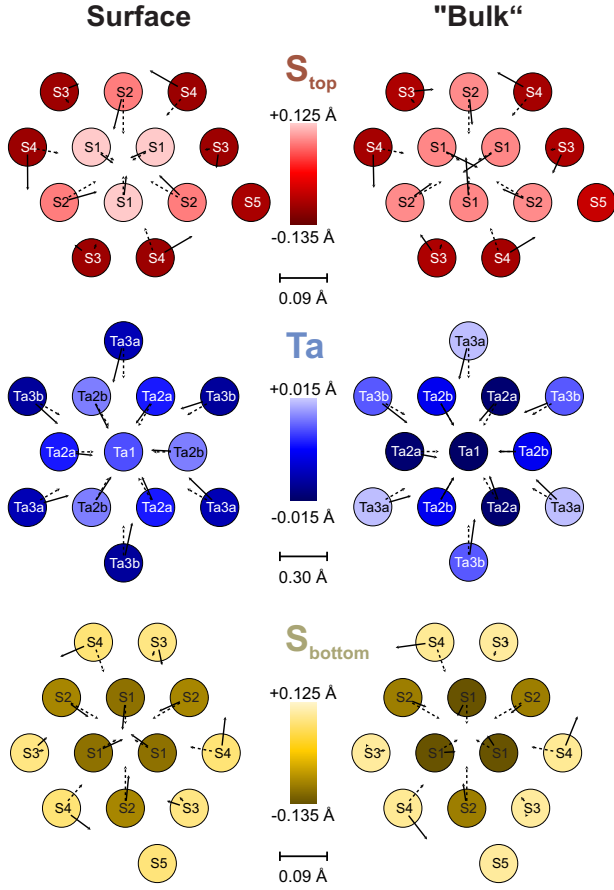 Surface "Bulk“
S3 S2 S4
S4 S1 S1 S3
S2 S1 S2 S5
S3 S4
Stop
+0.125 Å
-0.135 Å
0.09 Å
S3 S2 S4
S4 S1 S1 S3
S2 S1 S2 S5
S3 S4
Ta3a
Ta3b Ta2b Ta2a Ta3b
Ta2a Ta1 Ta2b
Ta3a Ta2b Ta2a Ta3a
Ta3b
Ta
+0.015 Å
-0.015 Å
0.30 Å
Ta3a
Ta3b Ta2b Ta2a Ta3b
Ta2a Ta1 Ta2b
Ta3a Ta2b Ta2a Ta3a
Ta3b
S4 S3
S2 S1 S2
S3 S1 S1 S4
S4 S2 S3
S5
Sbottom
+0.125 Å
-0.135 Å
0.09 Å
S4 S3
S2 S1 S2
S3 S1 S1 S4
S4 S2 S3
S5